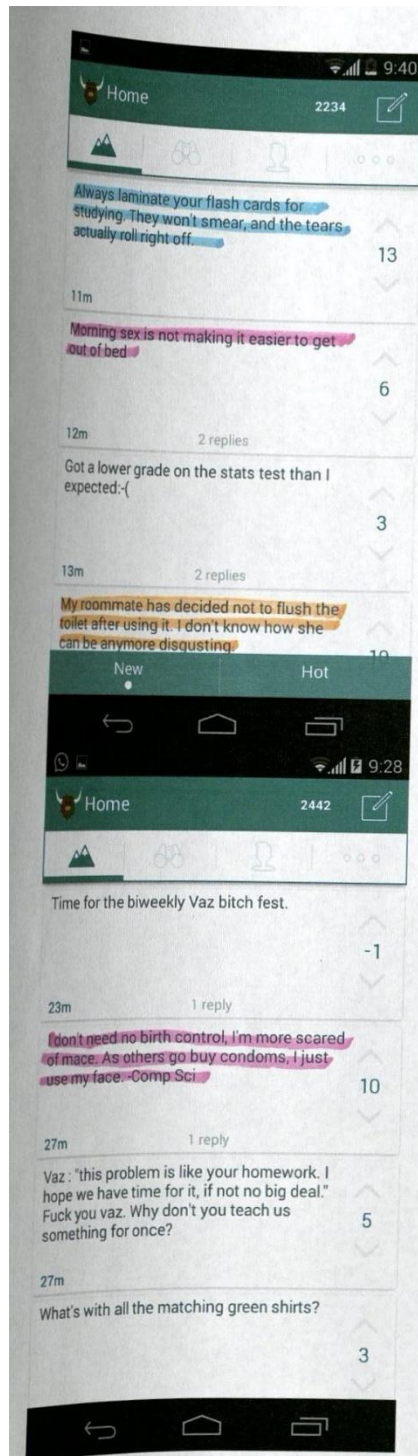 9:40
Home
2234
Always laminate your flash cards for
studying. They won't smear, and the tears
actually roll right off.
13
11m
Morning sex is not making it easier to get
out of bed
6
12m
2 replies
Got a lower grade on the stats test than I
expected:-(
3
13m
2 replies
My roommate has decided not to flush the
toilet after using it. I don't know how she
can be anymore disgusting.
New
Hot
9:28
Home
2442
Time for the biweekly Vaz bitch fest.
-1
23m
1 reply
I don't need no birth control, I'm more scared
of mace. As others go buy condoms, I just
use my face. -Comp Sci
10
27m
1 reply
Vaz : "this problem is like your homework. I
hope we have time for it, if not no big deal."
Fuck you vaz. Why don't you teach us
something for once?
5
27m
What's with all the matching green shirts?
3